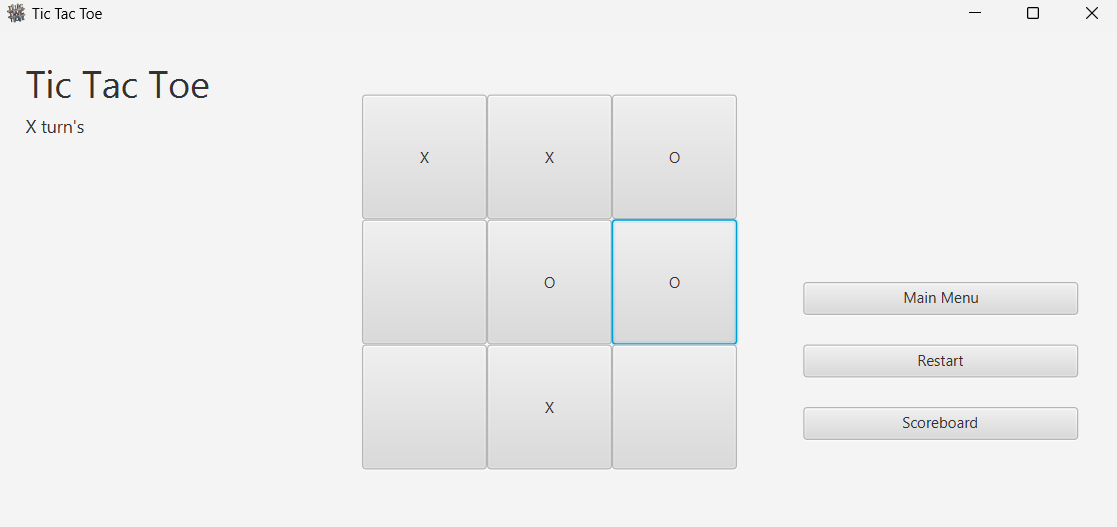 Tic Tac Toe
Tic Tac Toe
X turn's
X X O
O O
X
Main Menu
Restart
Scoreboard